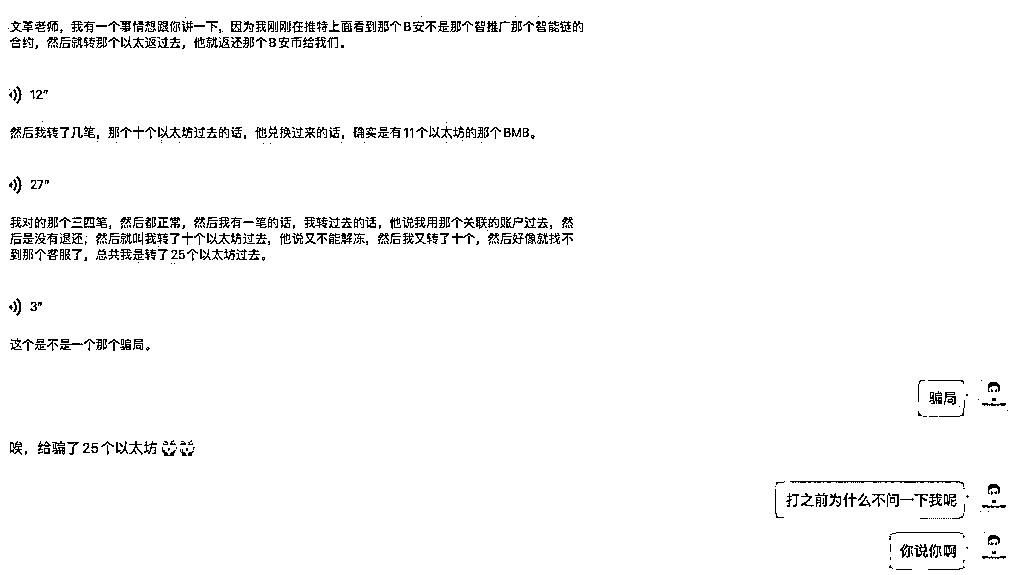 文革老师，我有一个事情想跟你讲一下，因为我刚刚在推特上面看到那个B安不是那个智推广那个智能链的
合约，然后就转那个以太返过去，他就返还那个B安币给我们。
12"
然后我转了几笔，那个十个以太坊过去的话，他兑换过来的话，确实是有11个以太坊的那个BMB。
27"
我对的那个三四笔，然后都正常，然后我有一笔的话，我转过去的话，他说我用那个关联的账户过去，然
后是没有退还，然后就叫我转了十个以太坊过去，他说又不能解冻，然后我又转了十个，然后好像就找不
到那个客服了，总共我是转了25个以太坊过去。
3"
这个是不是一个那个骗局。
骗局
唉，给骗了25个以太坊
打之前为什么不问一下我呢
你说你啊